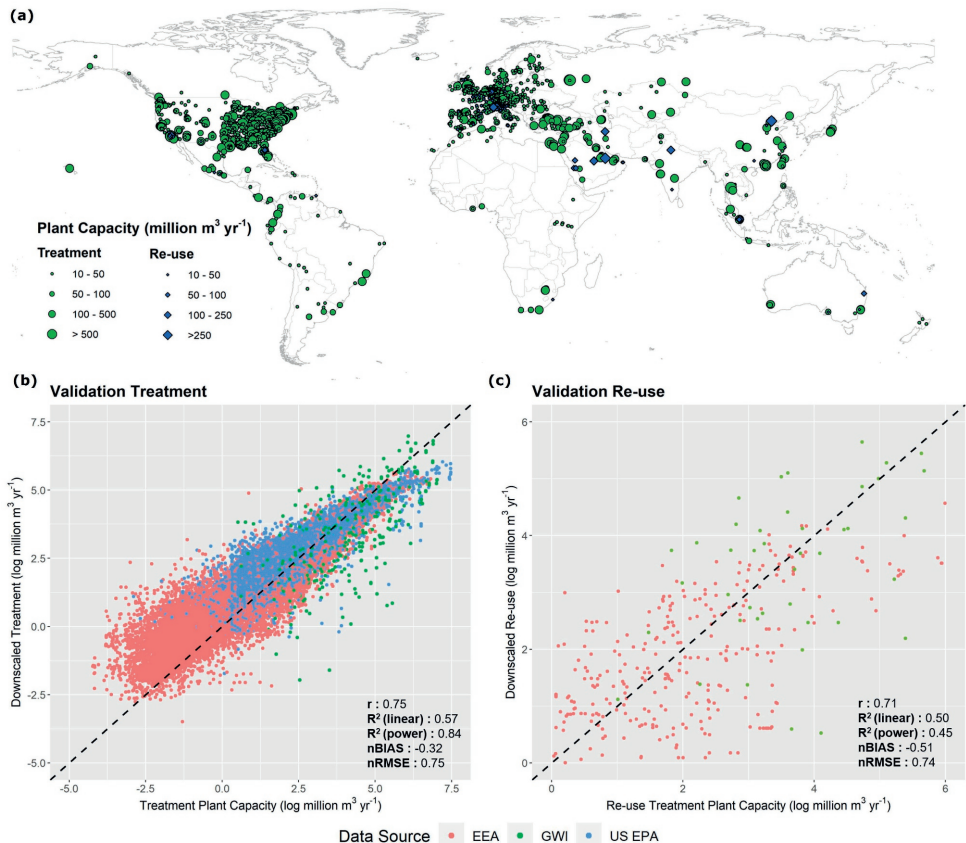 (a)
Plant Capacity (million m³ yr⁻¹)
Treatment Re-use
10 - 50 10 - 50
50 - 100 50 - 100
100 - 500 100 - 250
> 500 >250
(b) Validation Treatment
7.5
5.0
2.5
0.0
-2.5
-5.0
Downscaled Treatment (log million m³ yr⁻¹)
r : 0.75
R² (linear) : 0.57
R² (power) : 0.84
nBIAS : -0.32
nRMSE : 0.75
-5.0 -2.5 0.0 2.5 5.0 7.5
Treatment Plant Capacity (log million m³ yr⁻¹)
(c) Validation Re-use
6
4
2
0
Downscaled Re-use (log million m³ yr⁻¹)
r : 0.71
R² (linear) : 0.50
R² (power) : 0.45
nBIAS : -0.51
nRMSE : 0.74
0 2 4 6
Re-use Treatment Plant Capacity (log million m³ yr⁻¹)
Data Source EEA GWI US EPA